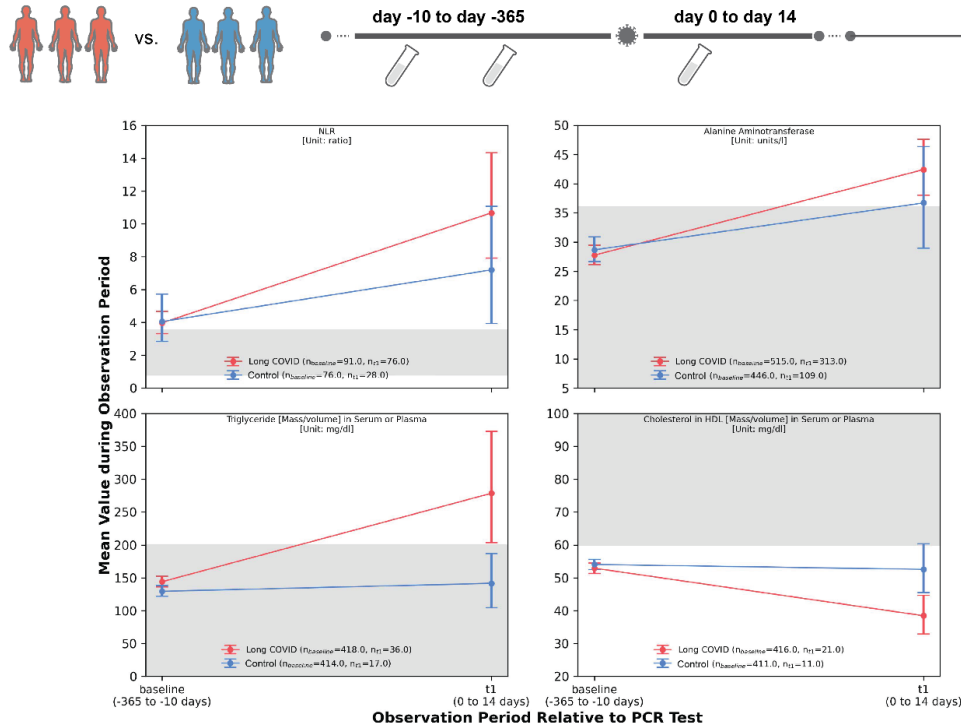 vs.
day -10 to day -365
day 0 to day 14
Mean Value during Observation Period
NLR
[Unit: ratio]
16
14
12
10
8
6
4
2
0
Long COVID (nbaseline=91.0, nt1=76.0)
Control (nbaseline=76.0, nt1=28.0)
Alanine Aminotransferase
[Unit: units/l]
50
45
40
35
30
25
20
15
10
5
Long COVID (nbaseline=515.0, nt1=313.0)
Control (nbaseline=446.0, nt1=109.0)
Triglyceride [Mass/volume] in Serum or Plasma
[Unit: mg/dl]
400
350
300
250
200
150
100
50
0
Long COVID (nbaseline=418.0, nt1=36.0)
Control (nbaseline=414.0, nt1=17.0)
baseline
(-365 to -10 days)
t1
(0 to 14 days)
Cholesterol in HDL [Mass/volume] in Serum or Plasma
[Unit: mg/dl]
100
90
80
70
60
50
40
30
20
Long COVID (nbaseline=416.0, nt1=21.0)
Control (nbaseline=411.0, nt1=11.0)
baseline
(-365 to -10 days)
t1
(0 to 14 days)
Observation Period Relative to PCR Test